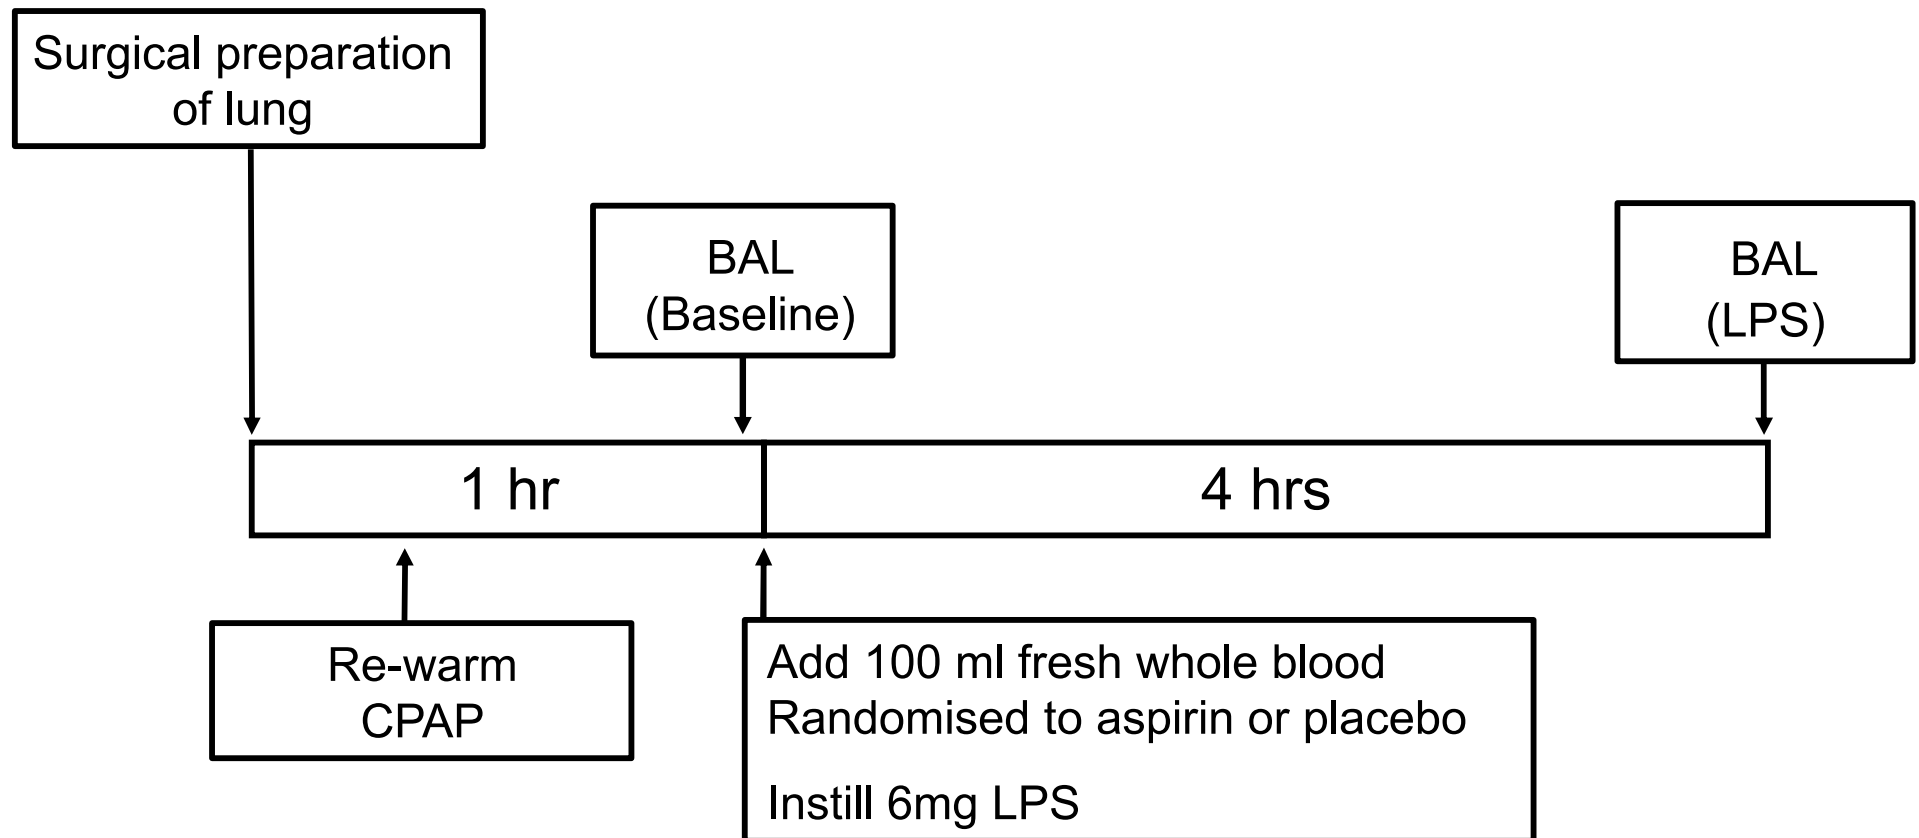 Surgical preparation
of lung
BAL
(Baseline)
BAL
(LPS)
1 hr
4 hrs
Re-warm
CPAP
Add 100 ml fresh whole blood
Randomised to aspirin or placebo
Instill 6mg LPS